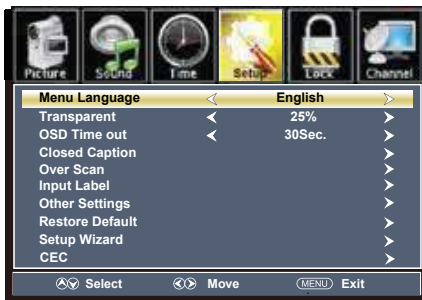 Picture Sound Time Setup Lock Channel
Menu Language English
Transparent 25%
OSD Time out 30Sec.
Closed Caption
Over Scan
Input Label
Other Settings
Restore Default
Setup Wizard
CEC
Select Move MENU Exit